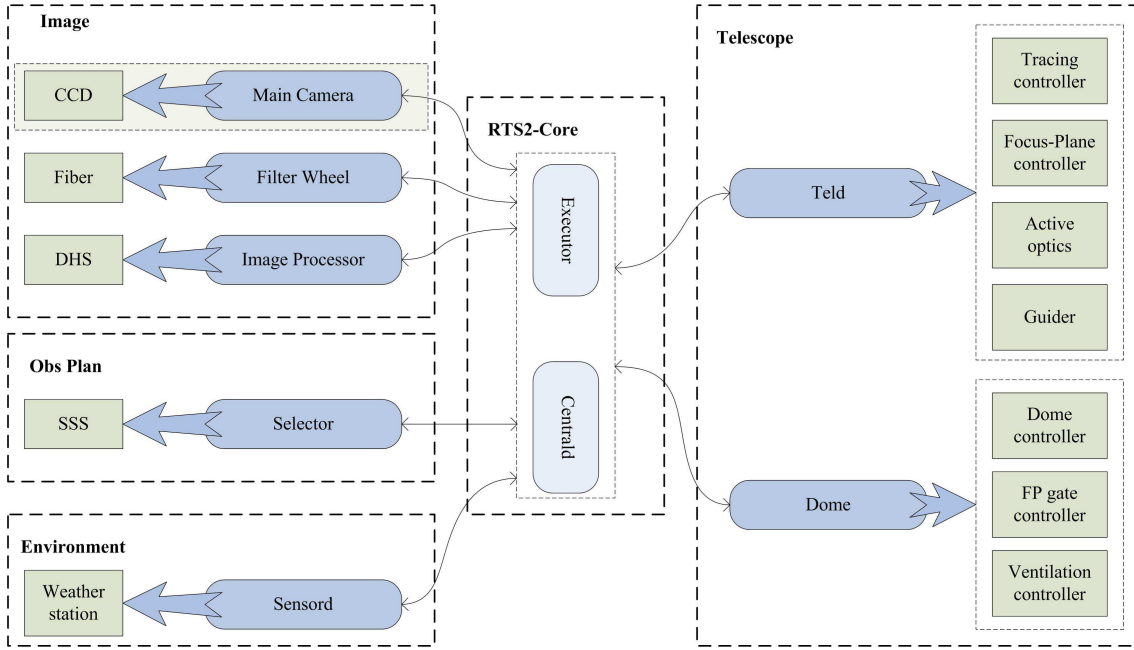 Image
CCD
Main Camera
Fiber
Filter Wheel
DHS
Image Processor
Obs Plan
SSS
Selector
Environment
Weather
station
Sensord
RTS2-Core
Executor
Centrald
Telescope
Teld
Tracing
controller
Focus-Plane
controller
Active
optics
Guider
Dome
Dome
controller
FP gate
controller
Ventilation
controller